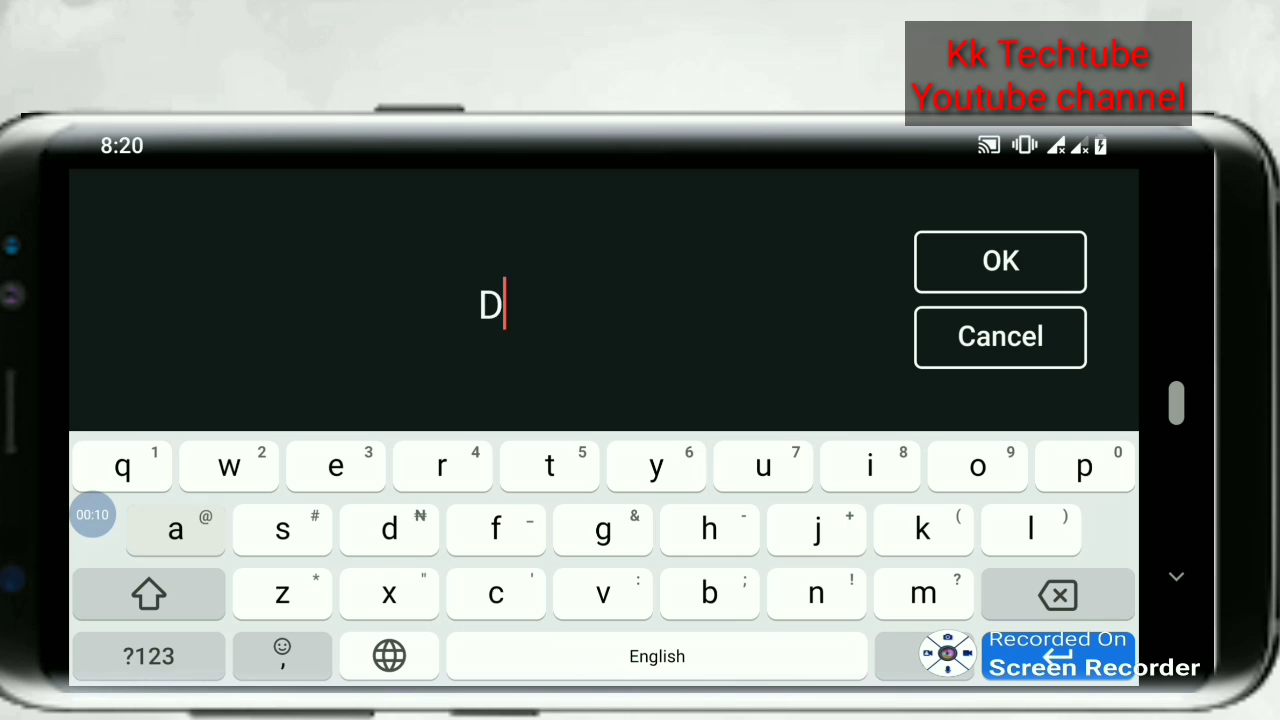 Kk Techtube
Youtube channel
8:20
D
OK
Cancel
q 1 w 2 e 3 r 4 t 5 y 6 u 7 i 8 o 9 p 0
00:10
a @ s # d ₦ f _ g & h - j + k ( l )
z * x " c ' v : b ; n ! m ?
?123 , English
Recorded On
Screen Recorder